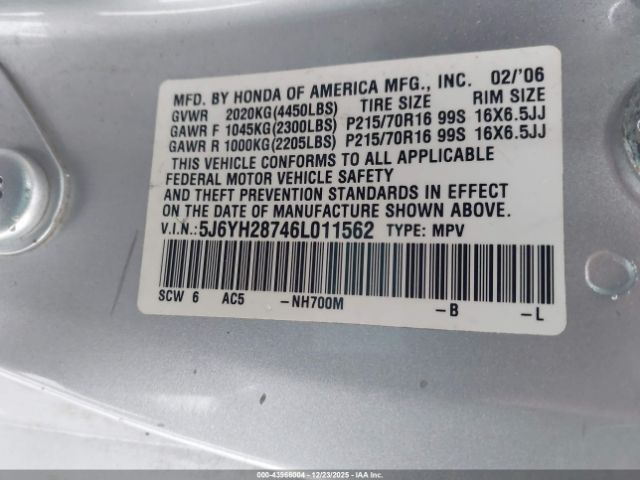 MFD. BY HONDA OF AMERICA MFG., INC. 02/'06
GVWR 2020KG(4450LBS) TIRE SIZE RIM SIZE
GAWR F 1045KG(2300LBS) P215/70R16 99S 16X6.5JJ
GAWR R 1000KG(2205LBS) P215/70R16 99S 16X6.5JJ
THIS VEHICLE CONFORMS TO ALL APPLICABLE
FEDERAL MOTOR VEHICLE SAFETY
AND THEFT PREVENTION STANDARDS IN EFFECT
ON THE DATE OF MANUFACTURE SHOWN ABOVE.
V.I.N.:5J6YH28746L011562 TYPE: MPV
SCW 6 AC5 -NH700M -B -L
000-43956004 - 12/23/2025 - IAAI.com